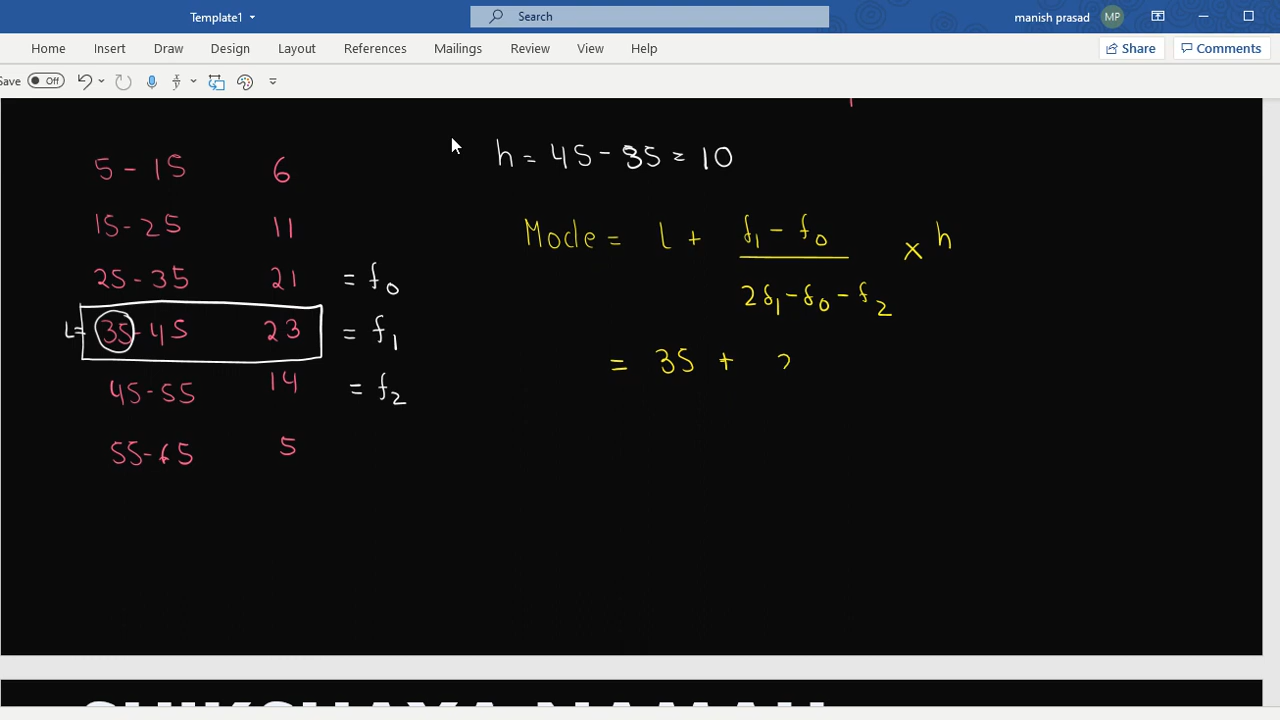 Template1
Search
manish prasad MP
Home Insert Draw Design Layout References Mailings Review View Help Share Comments
Save Off
h = 45 - 35 = 10
5 - 15 6
15 - 25 11
25 - 35 21 = f₀
L = 35 - 45 23 = f₁
45 - 55 14 = f₂
55 - 65 5
Mode = l + f₁ - f₀ × h
2f₁ - f₀ - f₂
= 35 + 2